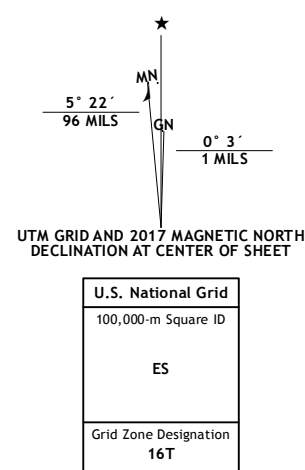 MN.
5° 22´
96 MILS
GN
0° 3´
1 MILS
UTM GRID AND 2017 MAGNETIC NORTH
DECLINATION AT CENTER OF SHEET
U.S. National Grid
100,000-m Square ID
ES
Grid Zone Designation
16T